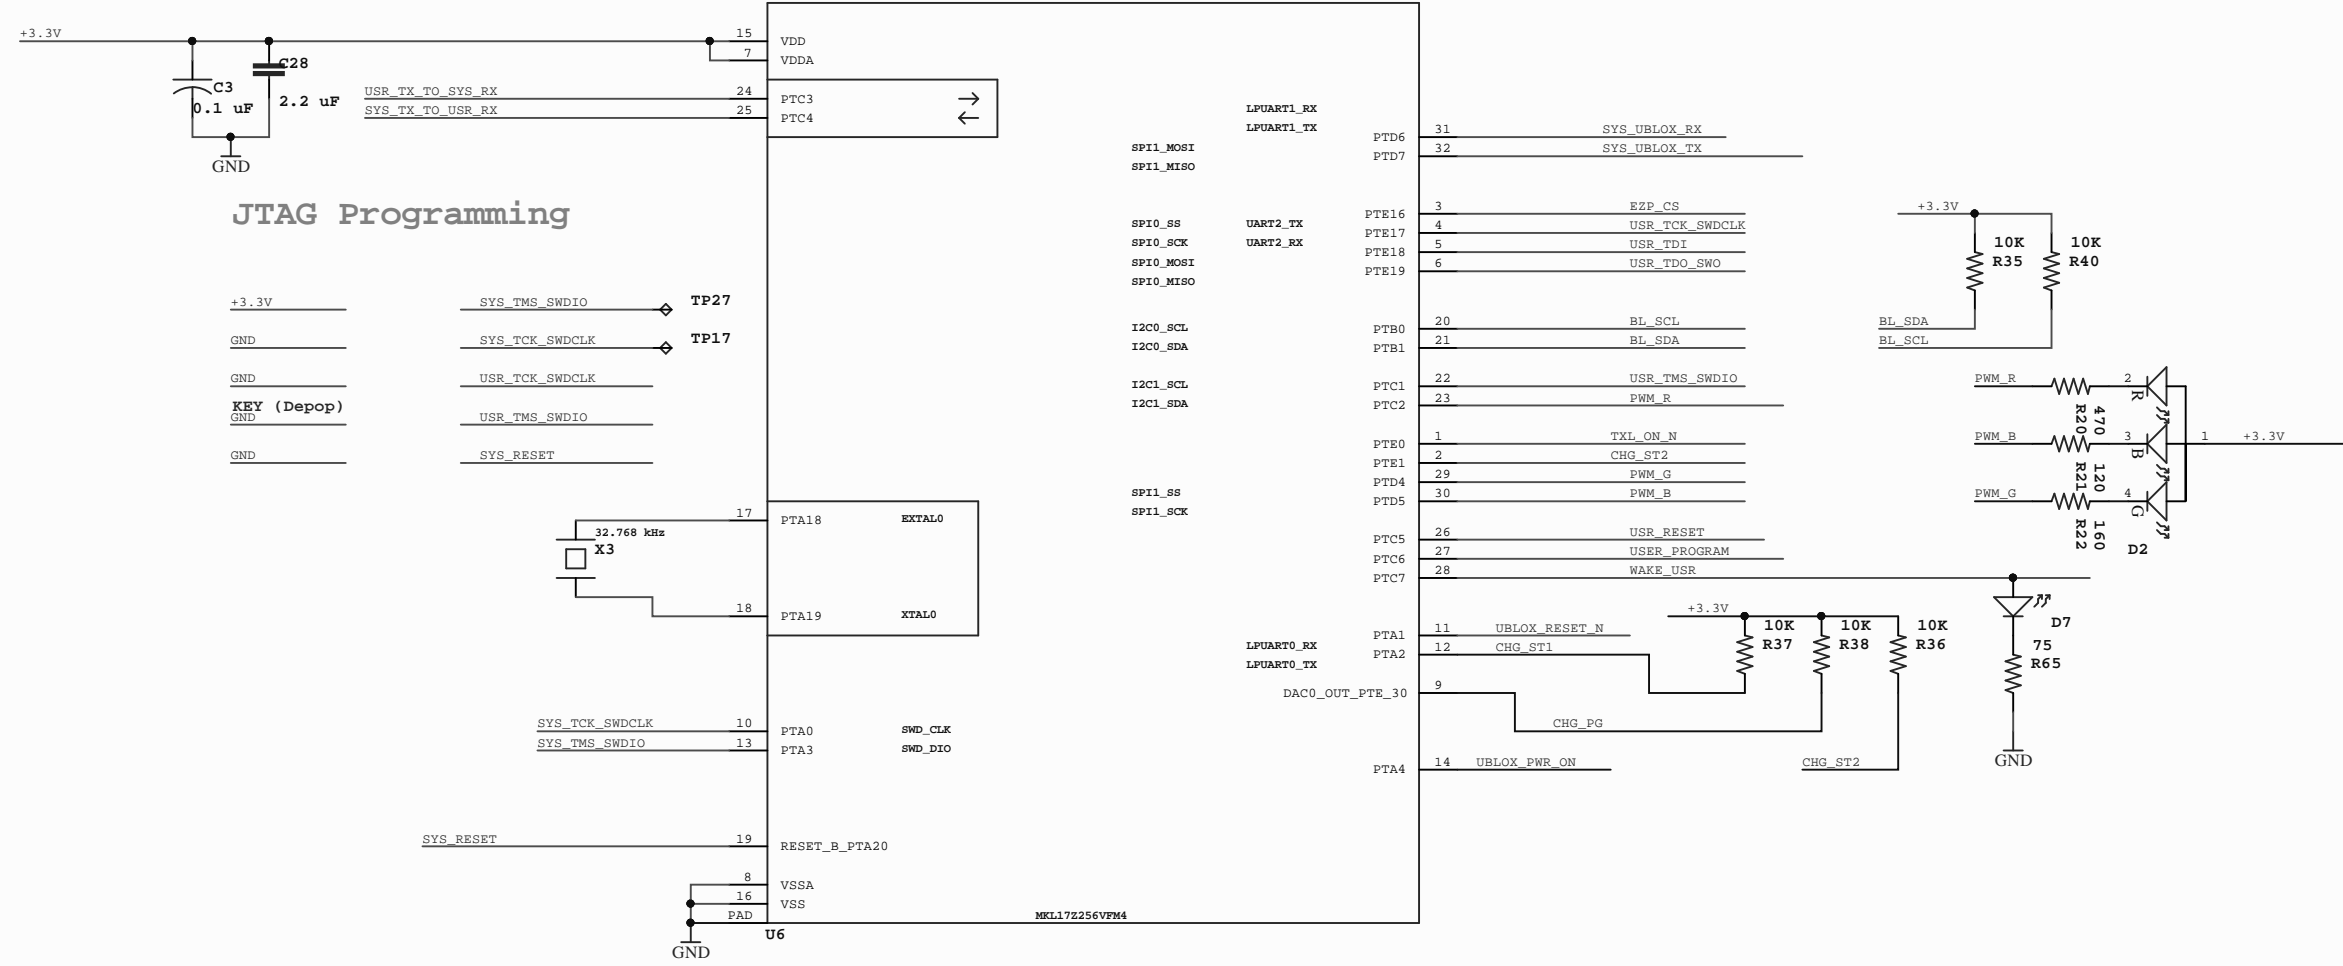 +3.3V
C3
0.1 uF
C28
2.2 uF
GND
USR_TX_TO_SYS_RX
SYS_TX_TO_USR_RX
JTAG Programming
+3.3V
SYS_TMS_SWDIO
TP27
GND
SYS_TCK_SWDCLK
TP17
GND
USR_TCK_SWDCLK
KEY (Depop)
GND
USR_TMS_SWDIO
GND
SYS_RESET
32.768 kHz
X3
SYS_TCK_SWDCLK
SYS_TMS_SWDIO
SYS_RESET
GND
15 VDD
7 VDDA
24 PTC3
25 PTC4
17 PTA18 EXTAL0
18 PTA19 XTAL0
10 PTA0 SWD_CLK
13 PTA3 SWD_DIO
19 RESET_B_PTA20
8 VSSA
16 VSS
PAD
U6
MKL17Z256VFM4
LPUART1_RX
LPUART1_TX
SPI1_MOSI
SPI1_MISO
SPI0_SS UART2_TX
SPI0_SCK UART2_RX
SPI0_MOSI
SPI0_MISO
I2C0_SCL
I2C0_SDA
I2C1_SCL
I2C1_SDA
SPI1_SS
SPI1_SCK
LPUART0_RX
LPUART0_TX
PTD6 31 SYS_UBLOX_RX
PTD7 32 SYS_UBLOX_TX
PTE16 3 EZP_CS
PTE17 4 USR_TCK_SWDCLK
PTE18 5 USR_TDI
PTE19 6 USR_TDO_SWO
PTB0 20 BL_SCL
PTB1 21 BL_SDA
PTC1 22 USR_TMS_SWDIO
PTC2 23 PWM_R
PTE0 1 TXL_ON_N
PTE1 2 CHG_ST2
PTD4 29 PWM_G
PTD5 30 PWM_B
PTC5 26 USR_RESET
PTC6 27 USER_PROGRAM
PTC7 28 WAKE_USR
PTA1 11 UBLOX_RESET_N
PTA2 12 CHG_ST1
DAC0_OUT_PTE_30 9
CHG_PG
PTA4 14 UBLOX_PWR_ON
+3.3V
10K
R37
10K
R38
10K
R36
CHG_ST2
+3.3V
10K
R35
10K
R40
BL_SDA
BL_SCL
PWM_R
470
R20
2
R
PWM_B
120
R21
3
B
1
+3.3V
PWM_G
160
R22
4
G
D2
D7
75
R65
GND